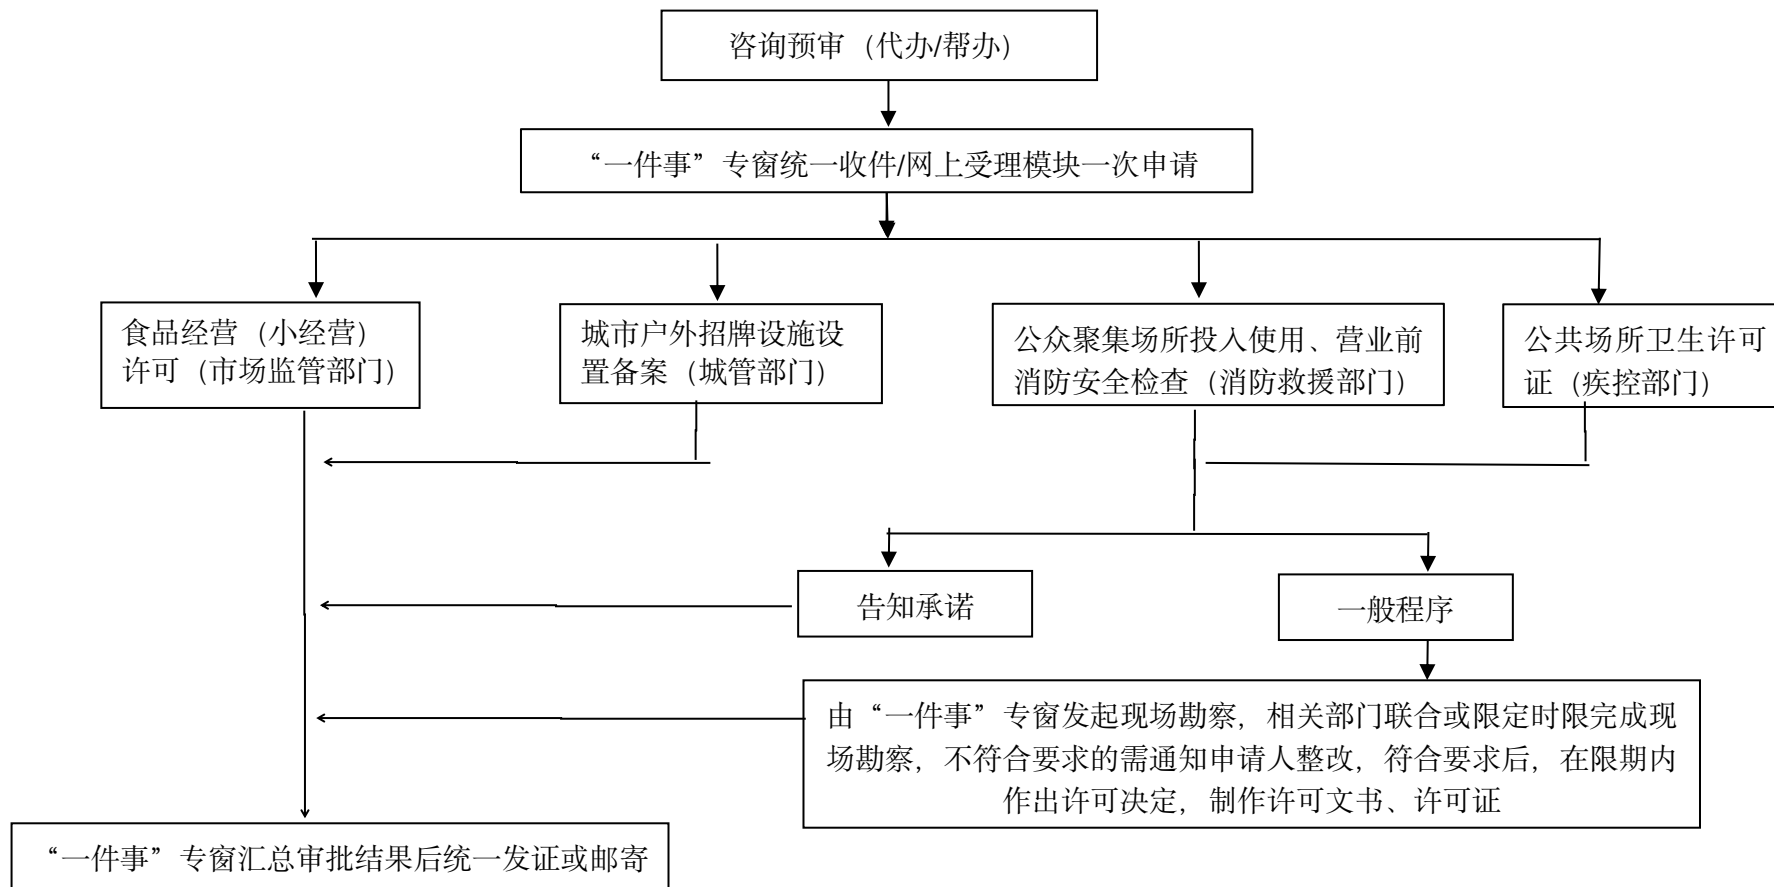 咨询预审（代办/帮办）
“一件事”专窗统一收件/网上受理模块一次申请
食品经营（小经营）
许可（市场监管部门）
城市户外招牌设施设
置备案（城管部门）
公众聚集场所投入使用、营业前
消防安全检查（消防救援部门）
公共场所卫生许可
证（疾控部门）
告知承诺
一般程序
由“一件事”专窗发起现场勘察，相关部门联合或限定时限完成现
场勘察，不符合要求的需通知申请人整改，符合要求后，在限期内
作出许可决定，制作许可文书、许可证
“一件事”专窗汇总审批结果后统一发证或邮寄